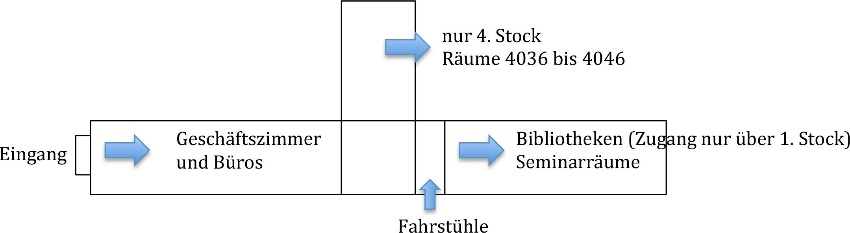 nur 4. Stock
Räume 4036 bis 4046
Eingang
Geschäftszimmer
und Büros
Bibliotheken (Zugang nur über 1. Stock)
Seminarräume
Fahrstühle